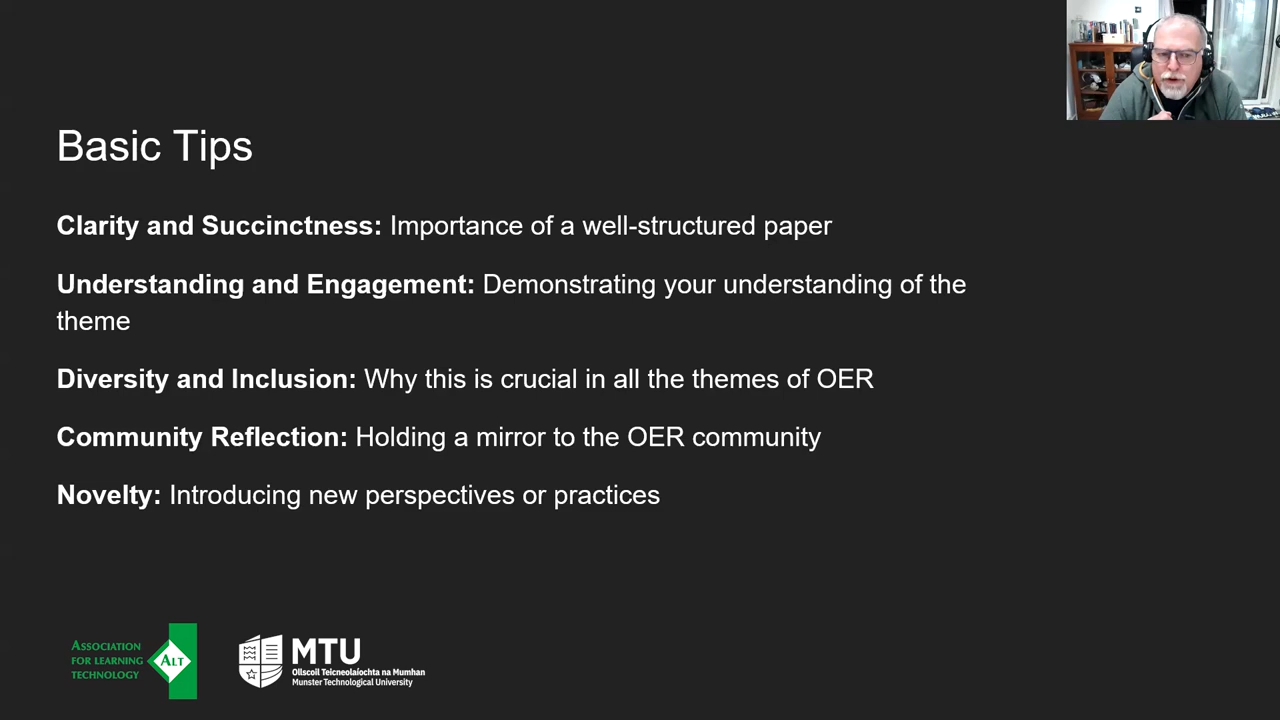 Basic Tips
Clarity and Succinctness: Importance of a well-structured paper
Understanding and Engagement: Demonstrating your understanding of the
theme
Diversity and Inclusion: Why this is crucial in all the themes of OER
Community Reflection: Holding a mirror to the OER community
Novelty: Introducing new perspectives or practices
ASSOCIATION
FOR LEARNING
TECHNOLOGY
ALT
MTU
Ollscoil Teicneolaíochta na Mumhan
Munster Technological University